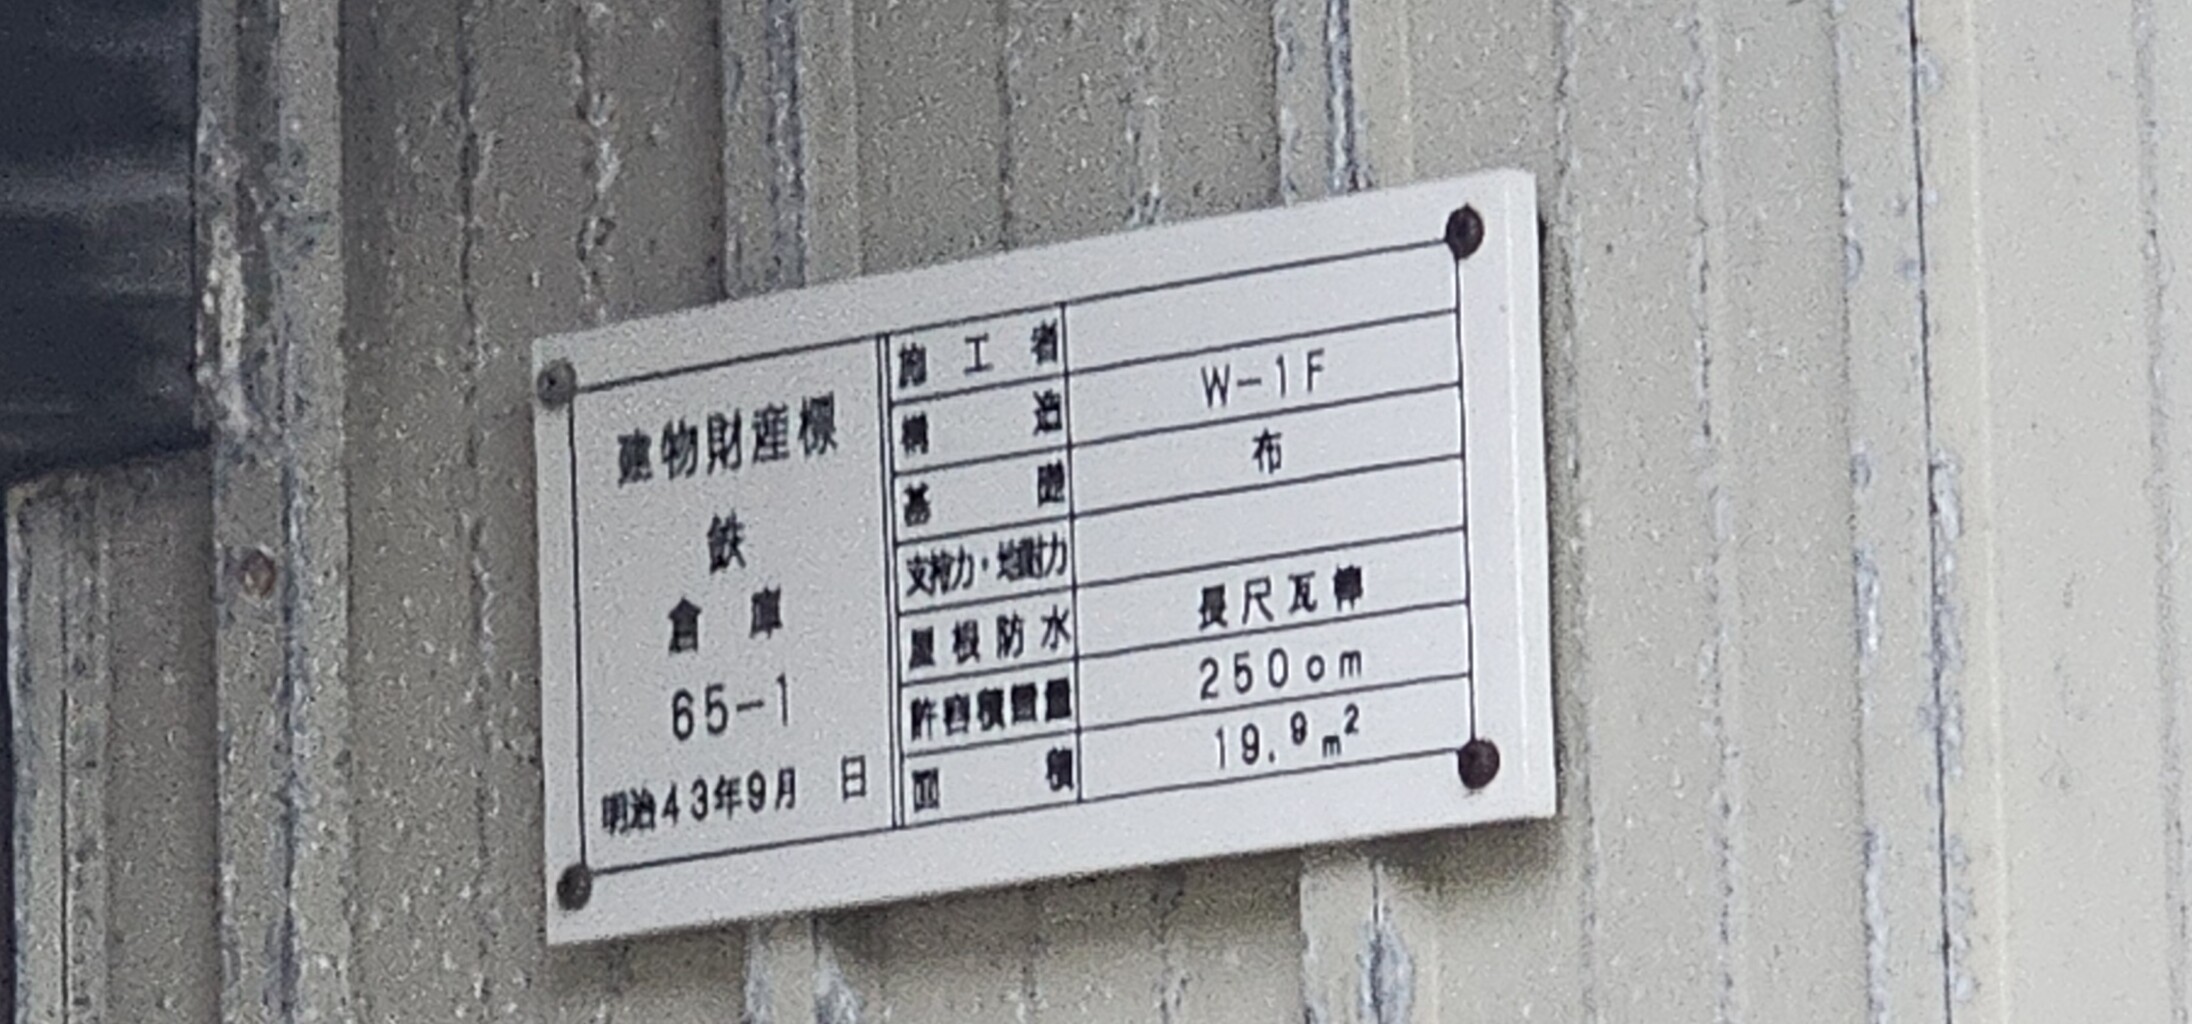 建物財産標
鉄
倉庫
65-1
明治43年9月 日
施工者
構造 W-1F
基礎 布
支持力・地耐力
屋根防水 長尺瓦棒
許容積雪量 250cm
面積 19.9m²